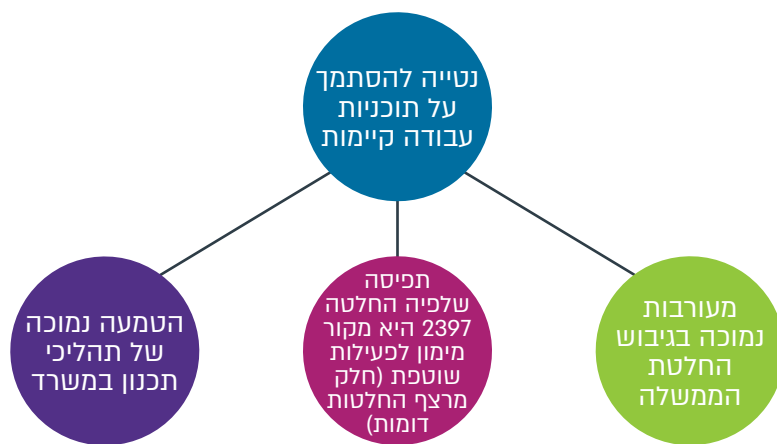 נטייה להסתמך
על תוכניות
עבודה קיימות
מעורבות
נמוכה בגיבוש
החלטת
הממשלה
תפיסה
שלפיה החלטה
2397 היא מקור
מימון לפעילות
שוטפת (חלק
מרצף החלטות
דומות)
הטמעה נמוכה
של תהליכי
תכנון במשרד